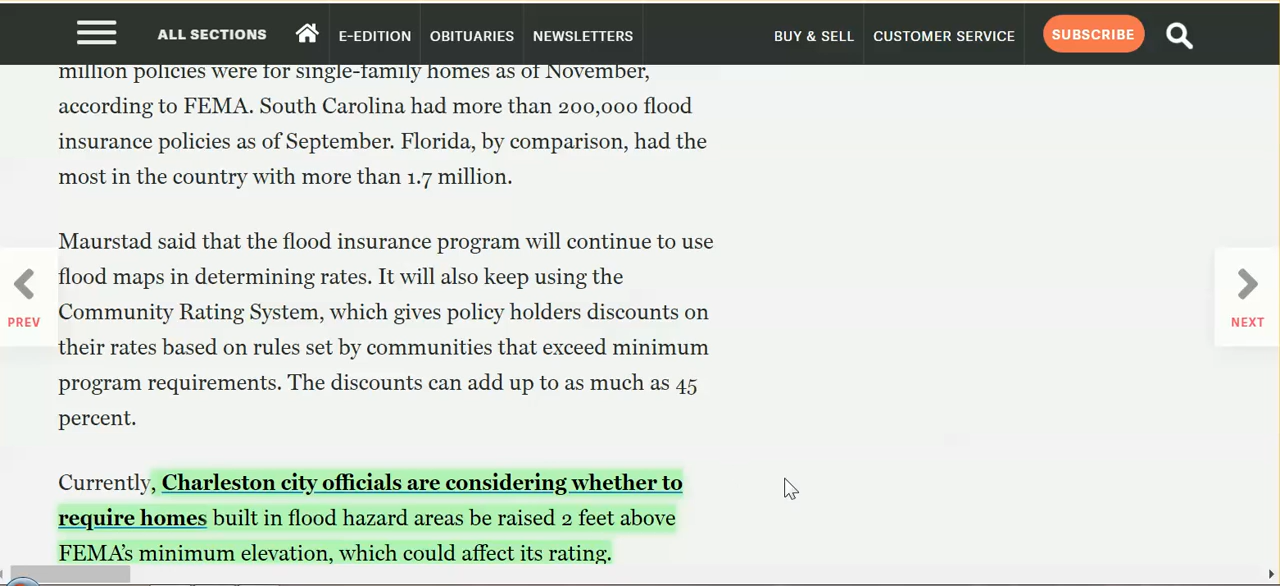 ALL SECTIONS E-EDITION OBITUARIES NEWSLETTERS BUY & SELL CUSTOMER SERVICE SUBSCRIBE
million policies were for single-family homes as of November,
according to FEMA. South Carolina had more than 200,000 flood
insurance policies as of September. Florida, by comparison, had the
most in the country with more than 1.7 million.
Maurstad said that the flood insurance program will continue to use
flood maps in determining rates. It will also keep using the
Community Rating System, which gives policy holders discounts on
their rates based on rules set by communities that exceed minimum
program requirements. The discounts can add up to as much as 45
percent.
PREV
NEXT
Currently, Charleston city officials are considering whether to
require homes built in flood hazard areas be raised 2 feet above
FEMA's minimum elevation, which could affect its rating.